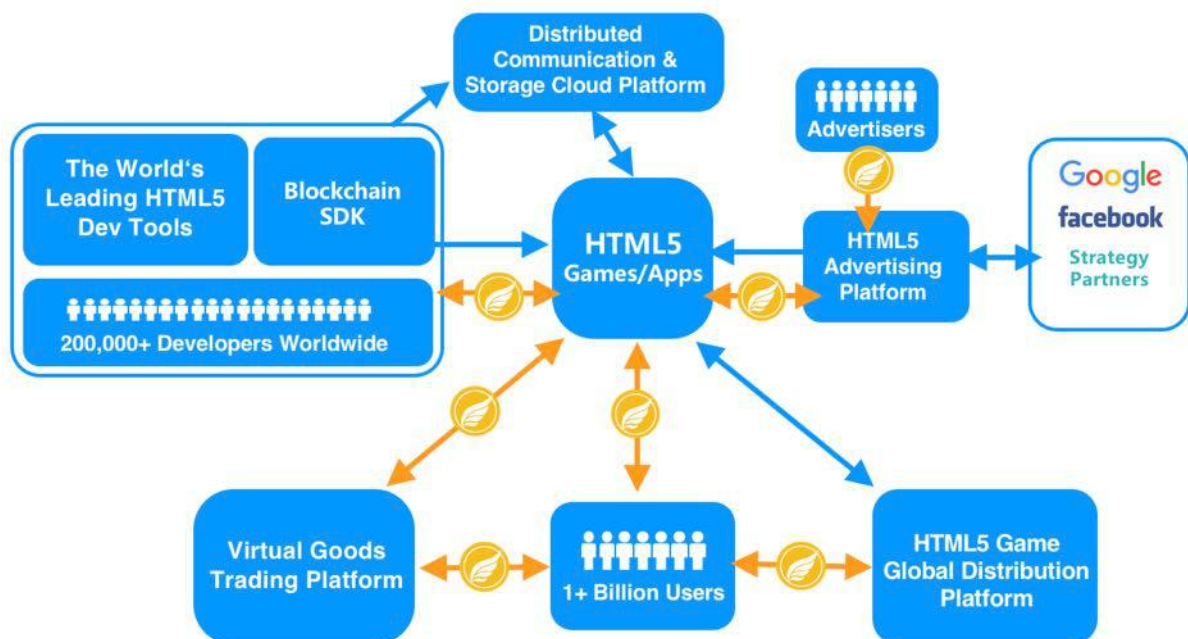 Distributed
Communication &
Storage Cloud Platform
Advertisers
The World‘s
Leading HTML5
Dev Tools
Blockchain
SDK
200,000+ Developers Worldwide
HTML5
Games/Apps
HTML5
Advertising
Platform
Google
facebook
Strategy
Partners
Virtual Goods
Trading Platform
1+ Billion Users
HTML5 Game
Global Distribution
Platform